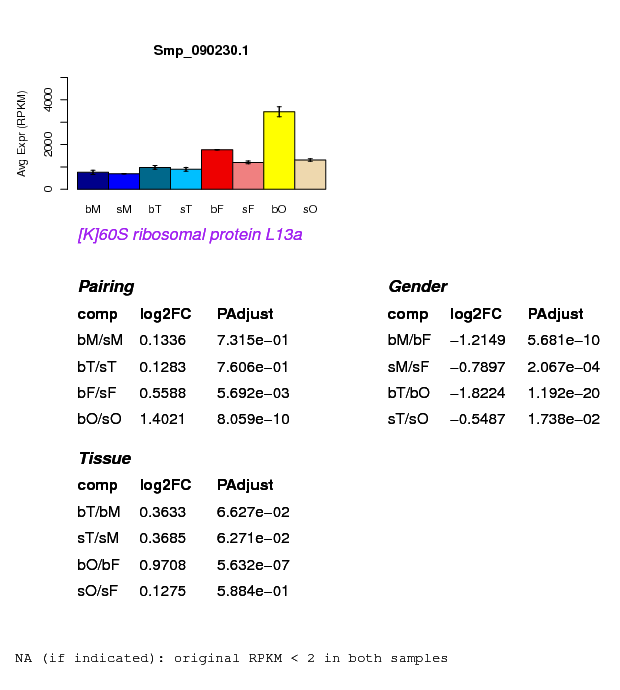 Smp_090230.1
Avg Expr (RPKM)
0 2000 4000
bM sM bT sT bF sF bO sO
[K]60S ribosomal protein L13a
Pairing
comp log2FC PAdjust
bM/sM 0.1336 7.315e−01
bT/sT 0.1283 7.606e−01
bF/sF 0.5588 5.692e−03
bO/sO 1.4021 8.059e−10
Gender
comp log2FC PAdjust
bM/bF −1.2149 5.681e−10
sM/sF −0.7897 2.067e−04
bT/bO −1.8224 1.192e−20
sT/sO −0.5487 1.738e−02
Tissue
comp log2FC PAdjust
bT/bM 0.3633 6.627e−02
sT/sM 0.3685 6.271e−02
bO/bF 0.9708 5.632e−07
sO/sF 0.1275 5.884e−01
NA (if indicated): original RPKM < 2 in both samples